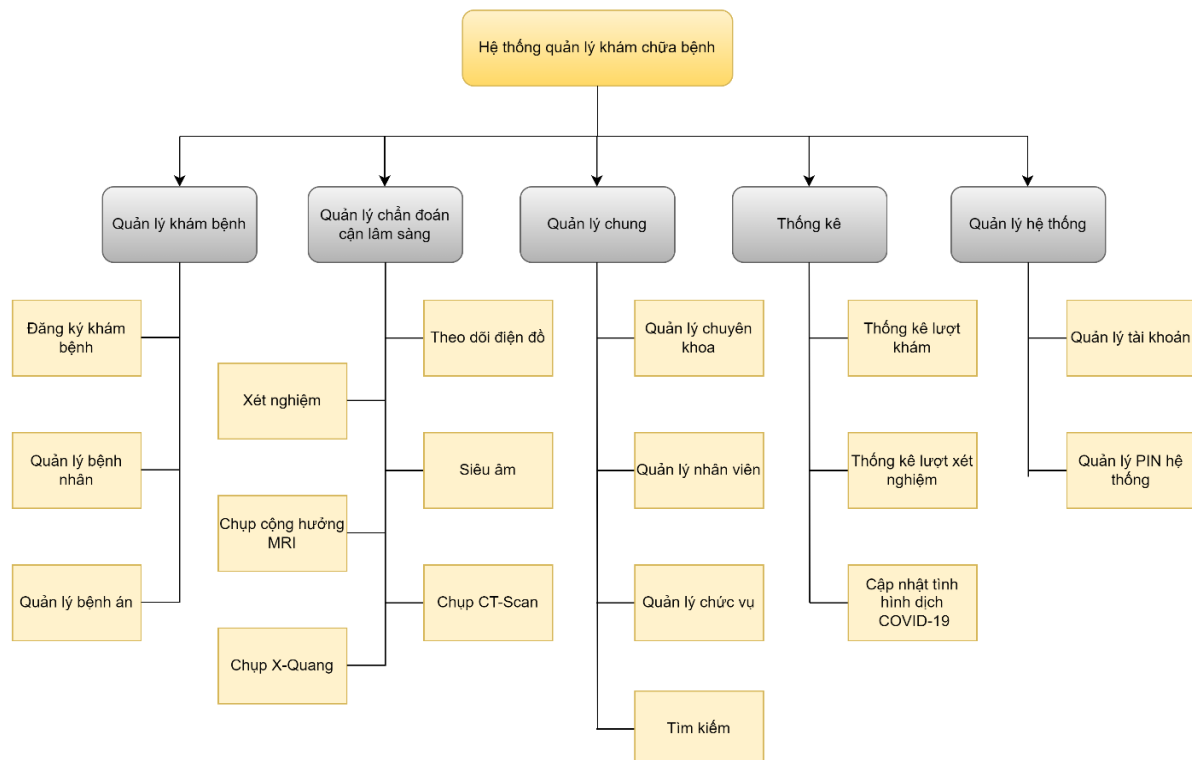 Hệ thống quản lý khám chữa bệnh
Quản lý khám bệnh
Quản lý chẩn đoán
cận lâm sàng
Quản lý chung
Thống kê
Quản lý hệ thống
Đăng ký khám
bệnh
Theo dõi điện đồ
Quản lý chuyên
khoa
Thống kê lượt
khám
Quản lý tài khoản
Xét nghiệm
Quản lý bệnh
nhân
Siêu âm
Quản lý nhân viên
Thống kê lượt xét
nghiệm
Quản lý PIN hệ
thống
Chụp cộng hưởng
MRI
Quản lý bệnh án
Chụp CT-Scan
Quản lý chức vụ
Cập nhật tình
hình dịch
COVID-19
Chụp X-Quang
Tìm kiếm